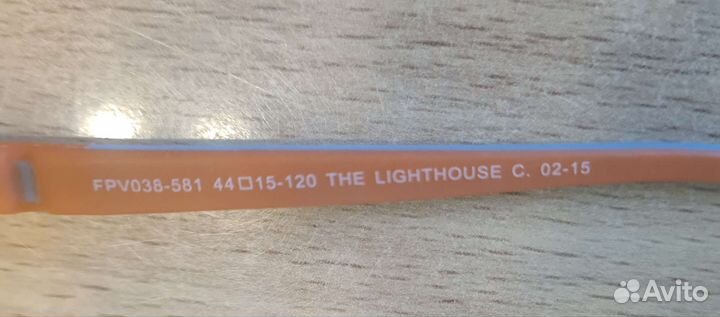 FPV038-581 44□15-120 THE LIGHTHOUSE C. 02-15
Avito